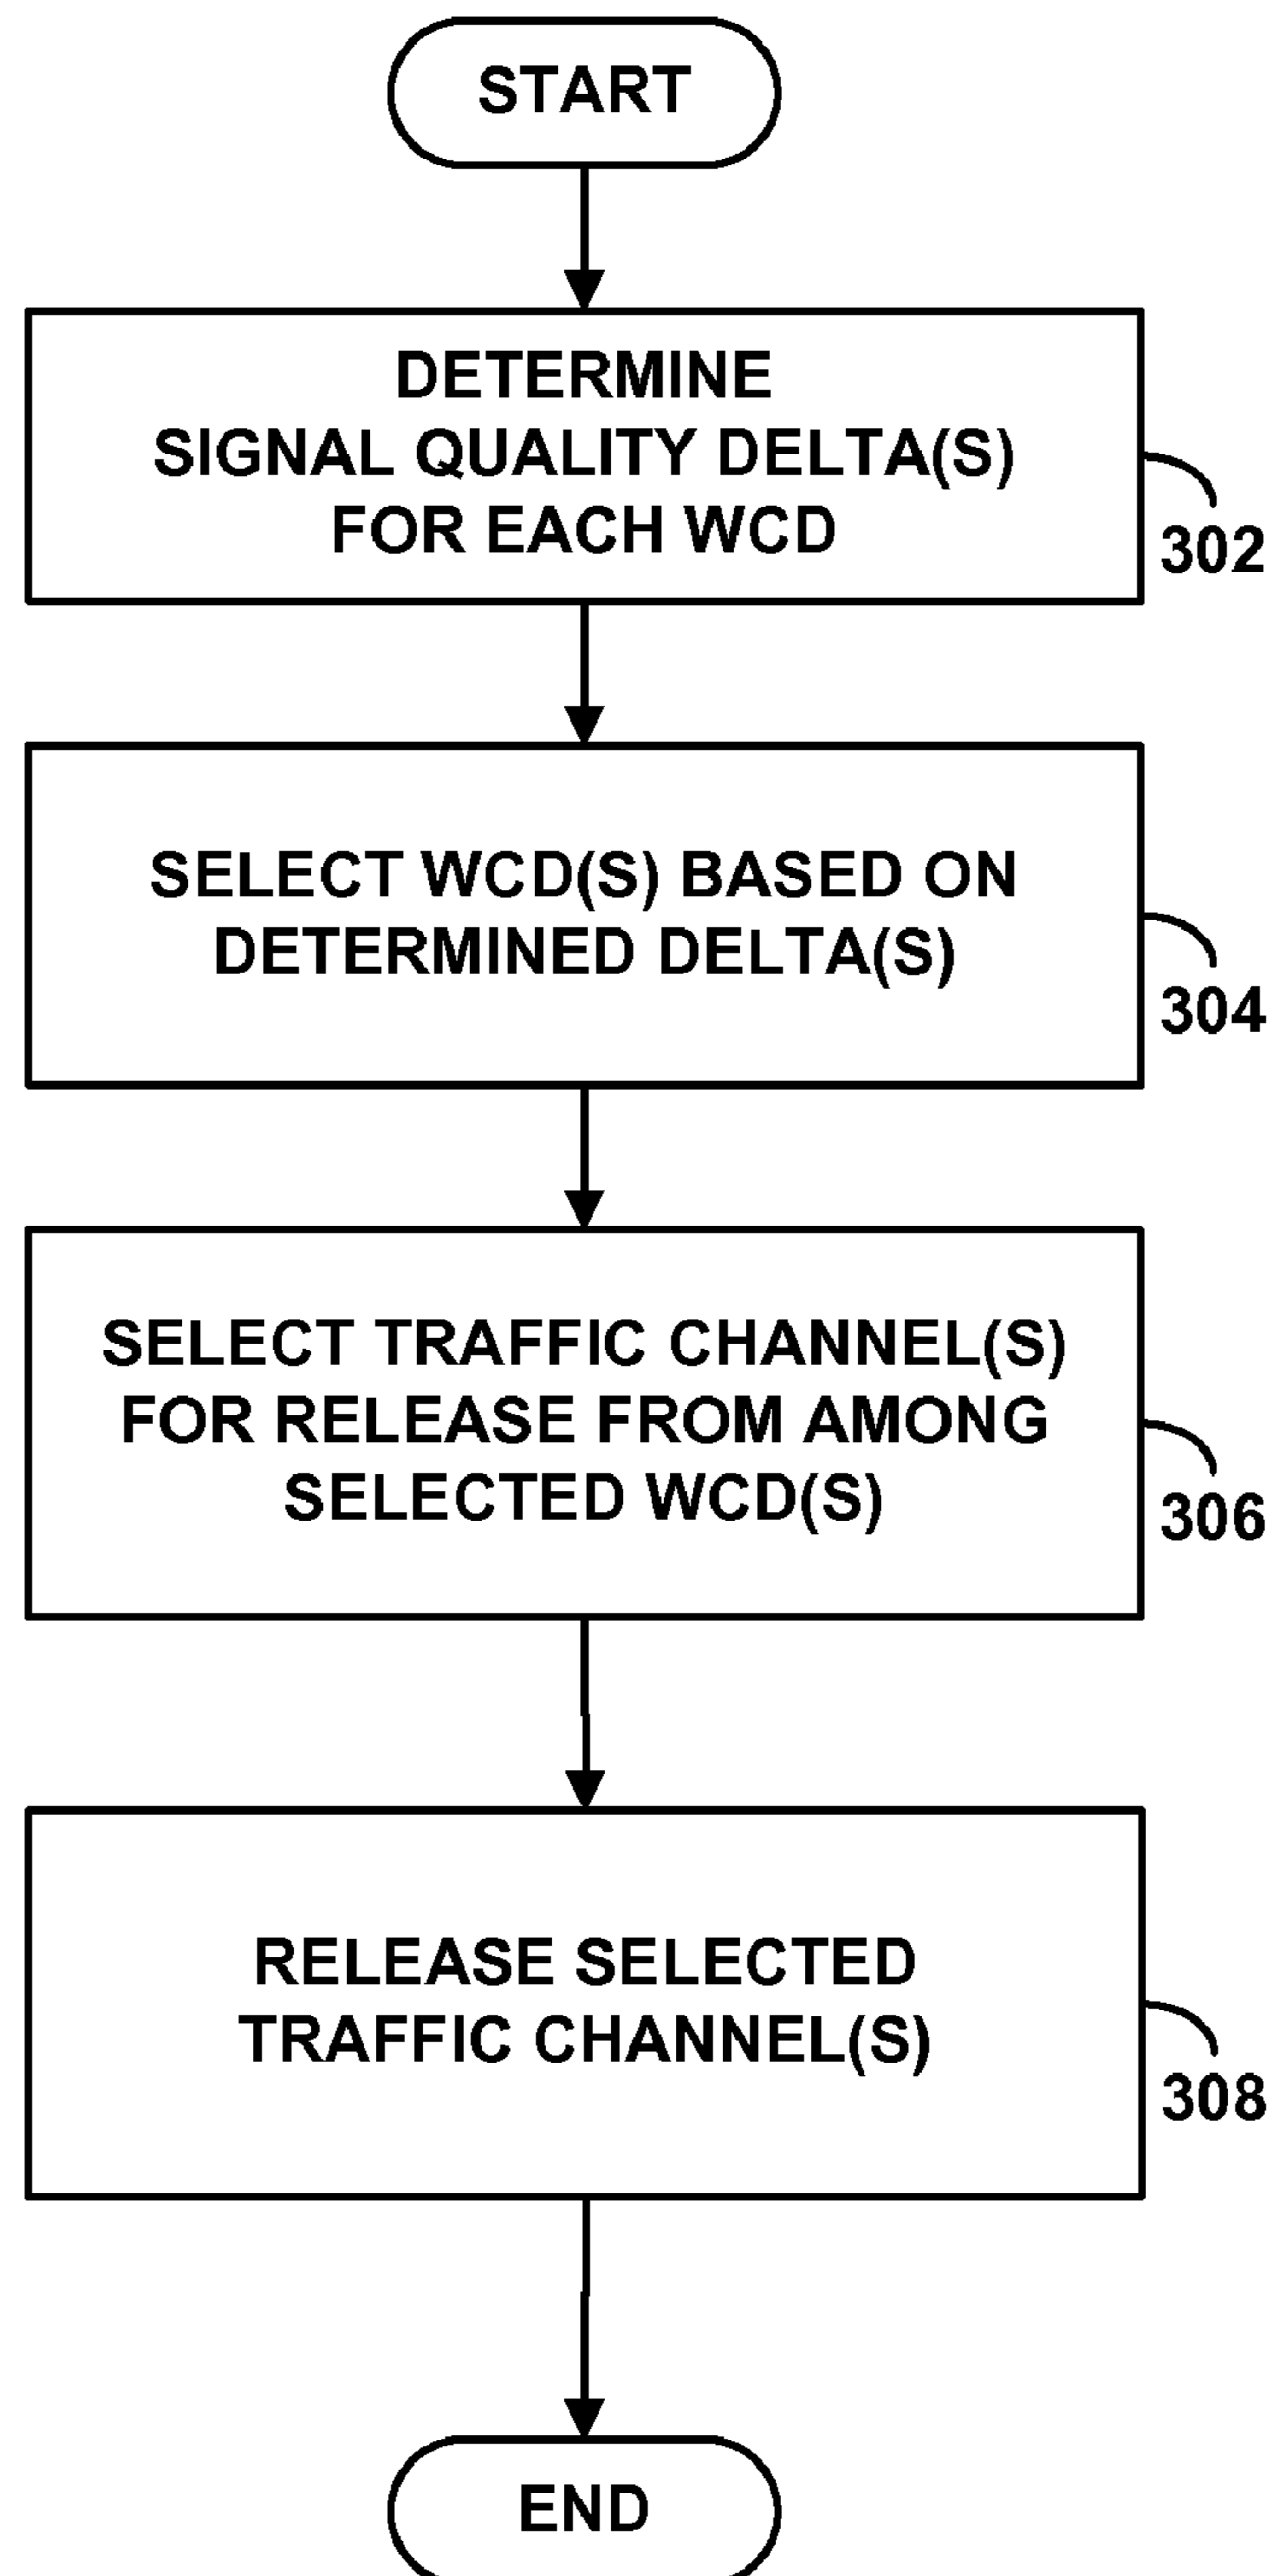 START
DETERMINE
SIGNAL QUALITY DELTA(S)
FOR EACH WCD
302
SELECT WCD(S) BASED ON
DETERMINED DELTA(S)
304
SELECT TRAFFIC CHANNEL(S)
FOR RELEASE FROM AMONG
SELECTED WCD(S)
306
RELEASE SELECTED
TRAFFIC CHANNEL(S)
308
END